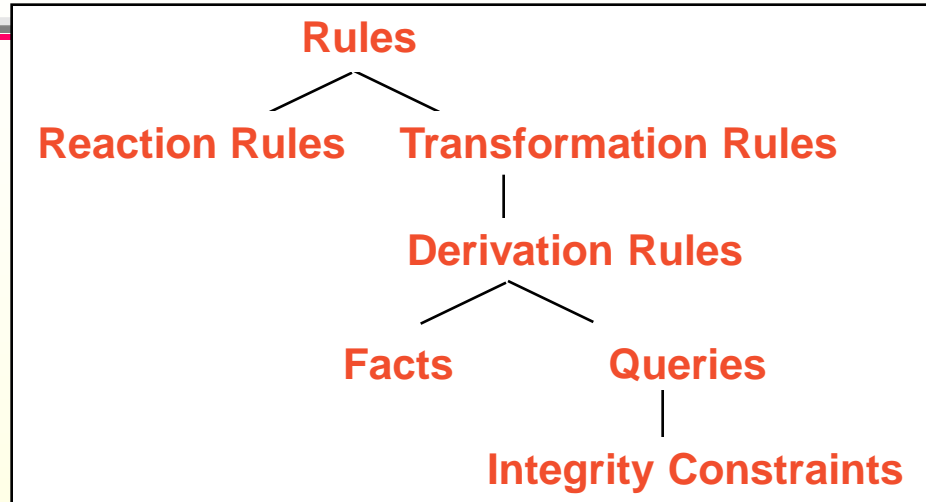 Rules
Reaction Rules Transformation Rules
Derivation Rules
Facts Queries
Integrity Constraints